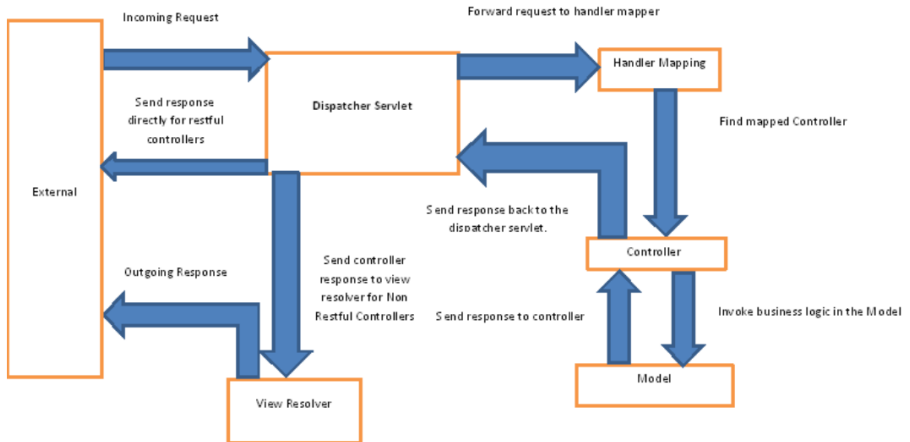 Incoming Request
Forward request to handler mapper
Handler Mapping
Dispatcher Servlet
Send response
directly for restful
controllers
Find mapped Controller
External
Send response back to the
dispatcher servlet.
Controller
Outgoing Response
Send controller
response to view
resolver for Non
Restful Controllers
Send response to controller
Invoke business logic in the Model
Model
View Resolver